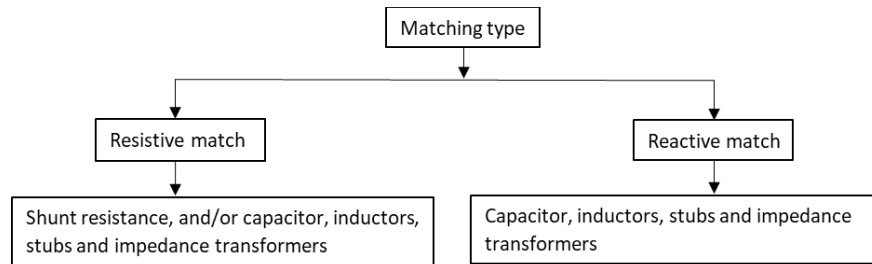 Matching type
Resistive match
Reactive match
Shunt resistance, and/or capacitor, inductors,
stubs and impedance transformers
Capacitor, inductors, stubs and impedance
transformers